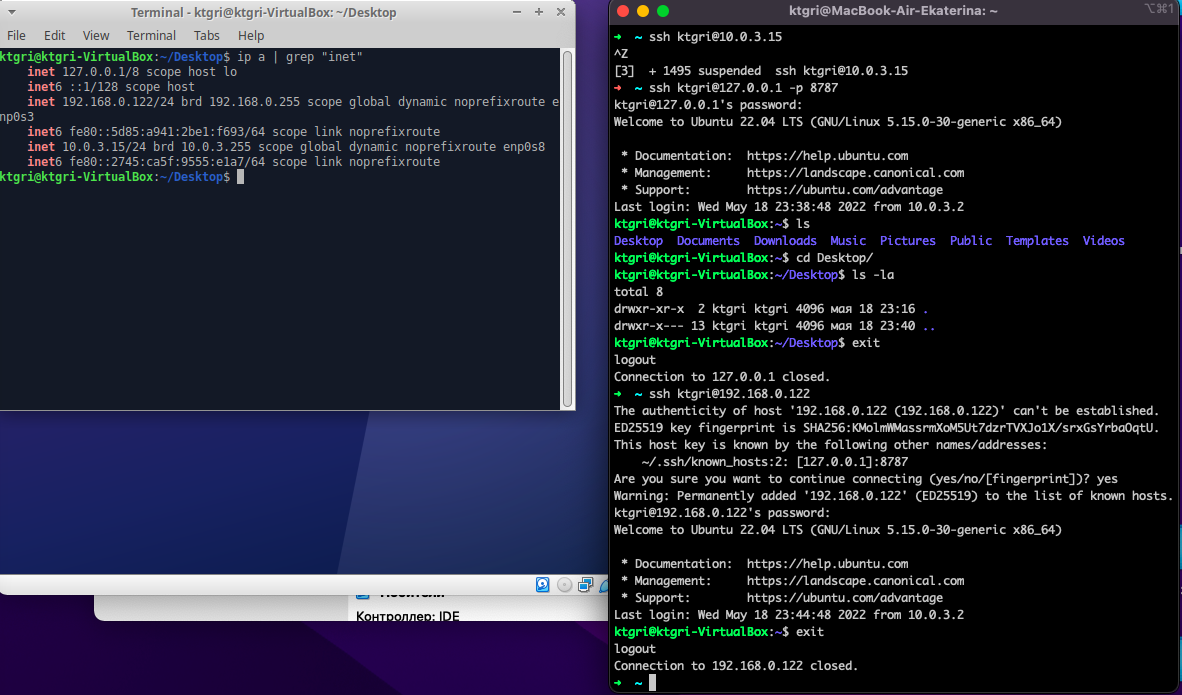 Terminal - ktgri@ktgri-VirtualBox: ~/Desktop
File Edit View Terminal Tabs Help
ktgri@ktgri-VirtualBox:~/Desktop$ ip a | grep "inet"
    inet 127.0.0.1/8 scope host lo
    inet6 ::1/128 scope host
    inet 192.168.0.122/24 brd 192.168.0.255 scope global dynamic noprefixroute e
np0s3
    inet6 fe80::5d85:a941:2be1:f693/64 scope link noprefixroute
    inet 10.0.3.15/24 brd 10.0.3.255 scope global dynamic noprefixroute enp0s8
    inet6 fe80::2745:ca5f:9555:e1a7/64 scope link noprefixroute
ktgri@ktgri-VirtualBox:~/Desktop$
Контроллер: IDE
ktgri@MacBook-Air-Ekaterina: ~
⌥⌘1
➜ ~ ssh ktgri@10.0.3.15
^Z
[3]  + 1495 suspended  ssh ktgri@10.0.3.15
➜ ~ ssh ktgri@127.0.0.1 -p 8787
ktgri@127.0.0.1's password:
Welcome to Ubuntu 22.04 LTS (GNU/Linux 5.15.0-30-generic x86_64)
 * Documentation:  https://help.ubuntu.com
 * Management:     https://landscape.canonical.com
 * Support:        https://ubuntu.com/advantage
Last login: Wed May 18 23:38:48 2022 from 10.0.3.2
ktgri@ktgri-VirtualBox:~$ ls
Desktop  Documents  Downloads  Music  Pictures  Public  Templates  Videos
ktgri@ktgri-VirtualBox:~$ cd Desktop/
ktgri@ktgri-VirtualBox:~/Desktop$ ls -la
total 8
drwxr-xr-x  2 ktgri ktgri 4096 мая 18 23:16 .
drwxr-x--- 13 ktgri ktgri 4096 мая 18 23:40 ..
ktgri@ktgri-VirtualBox:~/Desktop$ exit
logout
Connection to 127.0.0.1 closed.
➜ ~ ssh ktgri@192.168.0.122
The authenticity of host '192.168.0.122 (192.168.0.122)' can't be established.
ED25519 key fingerprint is SHA256:KMolmWMassrmXoM5Ut7dzrTVXJo1X/srxGsYrbaOqtU.
This host key is known by the following other names/addresses:
    ~/.ssh/known_hosts:2: [127.0.0.1]:8787
Are you sure you want to continue connecting (yes/no/[fingerprint])? yes
Warning: Permanently added '192.168.0.122' (ED25519) to the list of known hosts.
ktgri@192.168.0.122's password:
Welcome to Ubuntu 22.04 LTS (GNU/Linux 5.15.0-30-generic x86_64)
 * Documentation:  https://help.ubuntu.com
 * Management:     https://landscape.canonical.com
 * Support:        https://ubuntu.com/advantage
Last login: Wed May 18 23:44:48 2022 from 10.0.3.2
ktgri@ktgri-VirtualBox:~$ exit
logout
Connection to 192.168.0.122 closed.
➜ ~